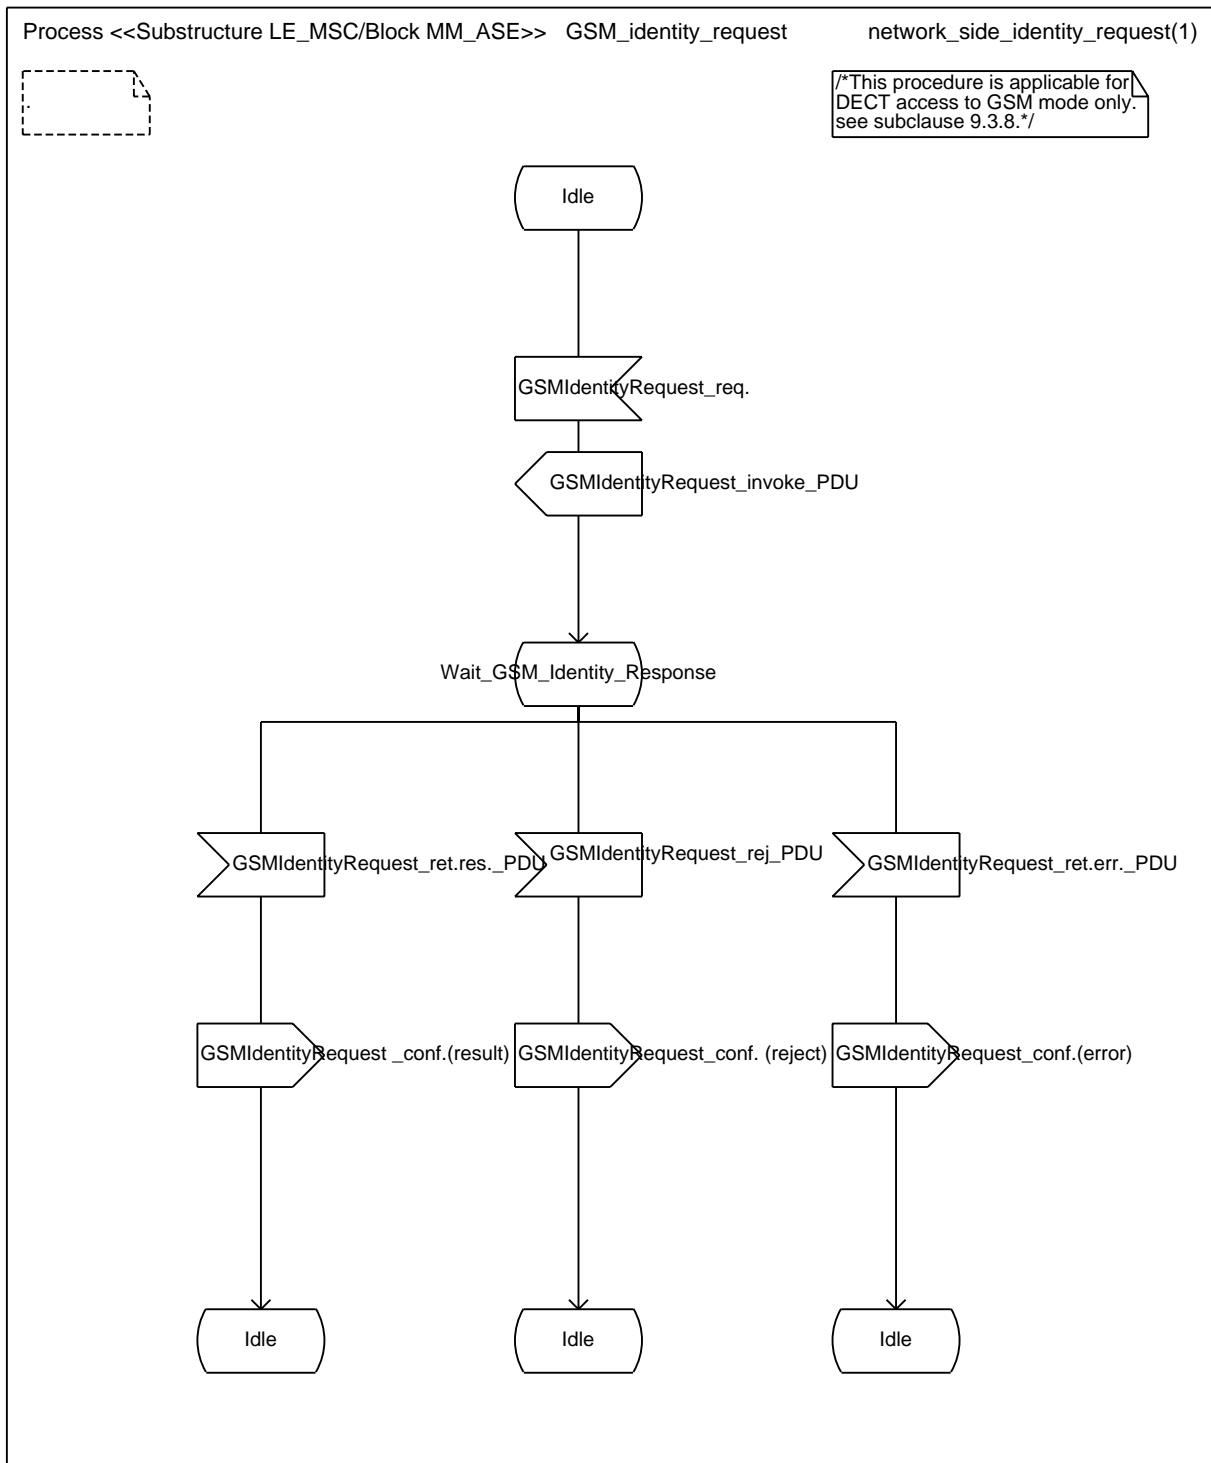 Process <<Substructure LE_MSC/Block MM_ASE>> GSM_identity_request network_side_identity_request(1)
.
/*This procedure is applicable for
DECT access to GSM mode only.
see subclause 9.3.8.*/
Idle
GSMIdentityRequest_req.
GSMIdentityRequest_invoke_PDU
Wait_GSM_Identity_Response
GSMIdentityRequest_ret.res._PDU
GSMIdentityRequest_rej_PDU
GSMIdentityRequest_ret.err._PDU
GSMIdentityRequest _conf.(result)
GSMIdentityRequest_conf. (reject)
GSMIdentityRequest_conf.(error)
Idle
Idle
Idle